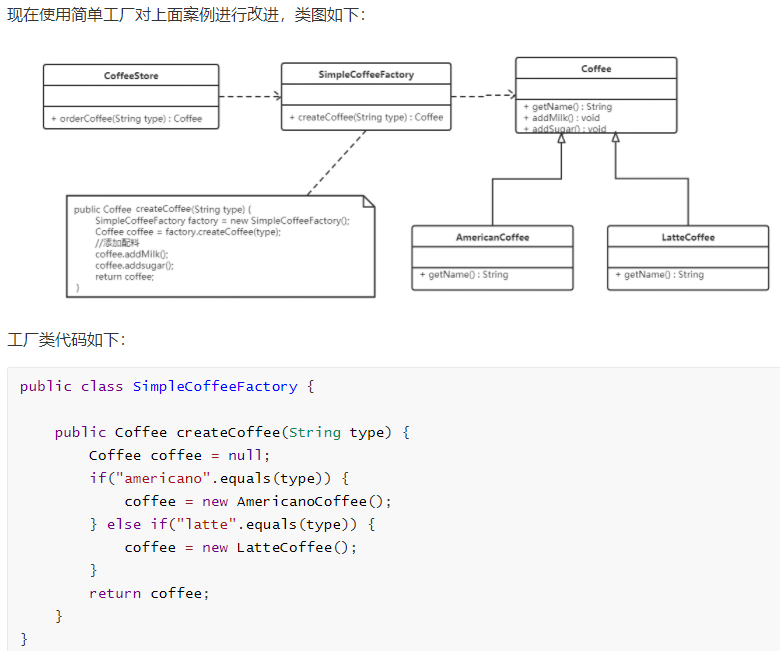 现在使用简单工厂对上面案例进行改进，类图如下：
CoffeeStore
+ orderCoffee(String type) : Coffee
SimpleCoffeeFactory
+ createCoffee(String type) : Coffee
Coffee
+ getName() : String
+ addMilk() : void
+ addSugar() : void
public Coffee createCoffee(String type) {
SimpleCoffeeFactory factory = new SimpleCoffeeFactory();
Coffee coffee = factory.createCoffee(type);
//添加配料
coffee.addMilk();
coffee.addsugar();
return coffee;
}
AmericanCoffee
+ getName() : String
LatteCoffee
+ getName() : String
工厂类代码如下：
public class SimpleCoffeeFactory {
public Coffee createCoffee(String type) {
Coffee coffee = null;
if("americano".equals(type)) {
coffee = new AmericanoCoffee();
} else if("latte".equals(type)) {
coffee = new LatteCoffee();
}
return coffee;
}
}